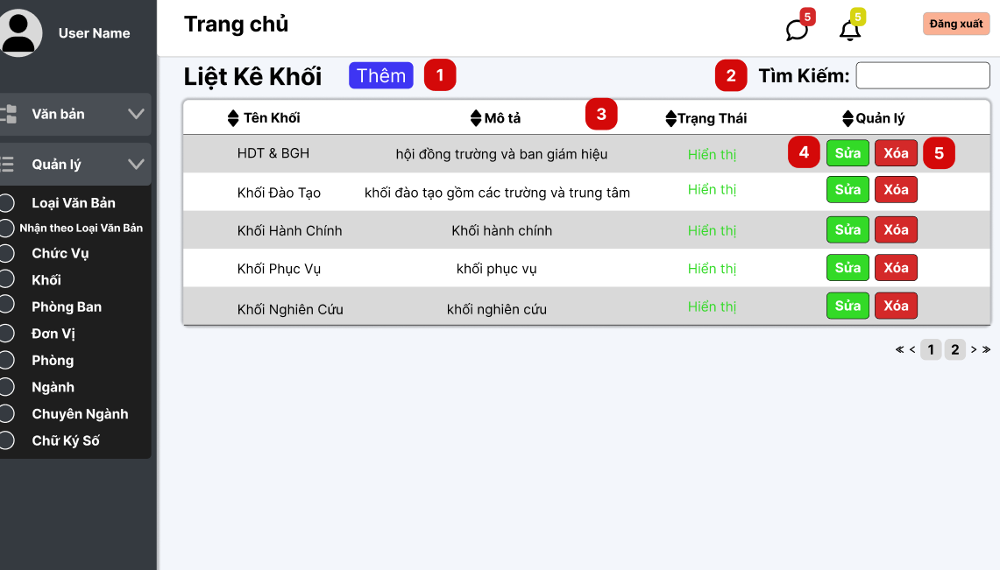 User Name
Văn bản
Quản lý
Loại Văn Bản
Nhận theo Loại Văn Bản
Chức Vụ
Khối
Phòng Ban
Đơn Vị
Phòng
Ngành
Chuyên Ngành
Chữ Ký Số
Trang chủ
5
5
Đăng xuất
Liệt Kê Khối Thêm 1 2 Tìm Kiếm:
Tên Khối Mô tả 3 Trạng Thái Quản lý
HDT & BGH hội đồng trường và ban giám hiệu Hiển thị 4 Sửa Xóa 5
Khối Đào Tạo khối đào tạo gồm các trường và trung tâm Hiển thị Sửa Xóa
Khối Hành Chính Khối hành chính Hiển thị Sửa Xóa
Khối Phục Vụ khối phục vụ Hiển thị Sửa Xóa
Khối Nghiên Cứu khối nghiên cứu Hiển thị Sửa Xóa
« < 1 2 > »